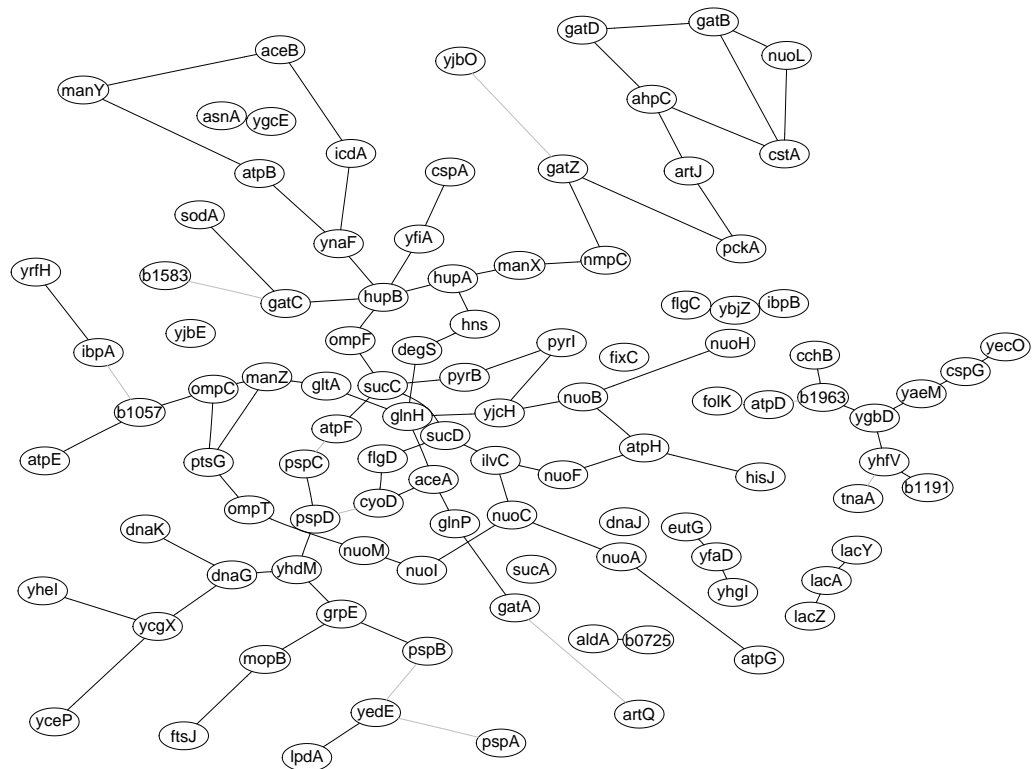 gatB
gatD
aceB
nuoL
yjbO
manY
ahpC
asnA
ygcE
icdA
cstA
cspA
gatZ
atpB
artJ
sodA
ynaF
yfiA
pckA
nmpC
manX
yrfH
b1583
hupA
gatC
hupB
flgC
ybjZ
ibpB
hns
yjbE
ompF
degS
pyrI
nuoH
yecO
ibpA
fixC
cchB
cspG
manZ
gltA
sucC
pyrB
ompC
yaeM
b1057
glnH
yjcH
nuoB
folK
atpD
b1963
ygbD
atpF
sucD
atpE
ptsG
pspC
flgD
ilvC
atpH
yhfV
aceA
nuoF
hisJ
b1191
tnaA
cyoD
ompT
pspD
glnP
nuoC
dnaJ
eutG
dnaK
nuoM
nuoA
yfaD
lacY
dnaG
yhdM
nuoI
sucA
yhgI
lacA
yheI
grpE
gatA
lacZ
ycgX
aldA
b0725
mopB
pspB
atpG
yceP
yedE
artQ
ftsJ
lpdA
pspA